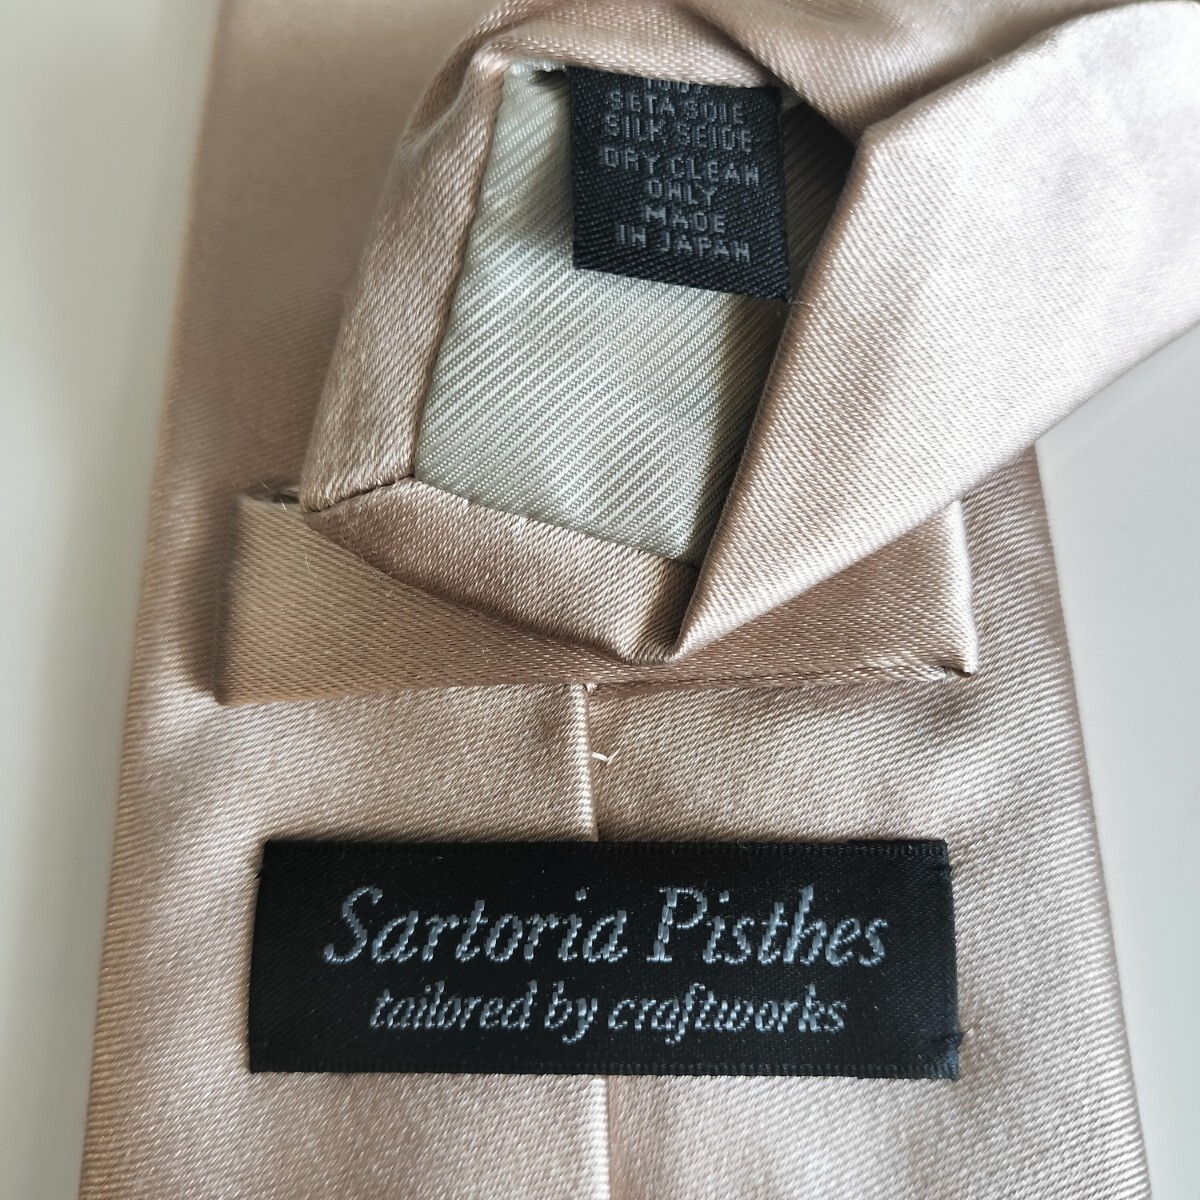 SETA SOIE
SILK SEIDE
DRY CLEAN
ONLY
MADE
IN JAPAN
Sartoria Pisthes
tailored by craftworks